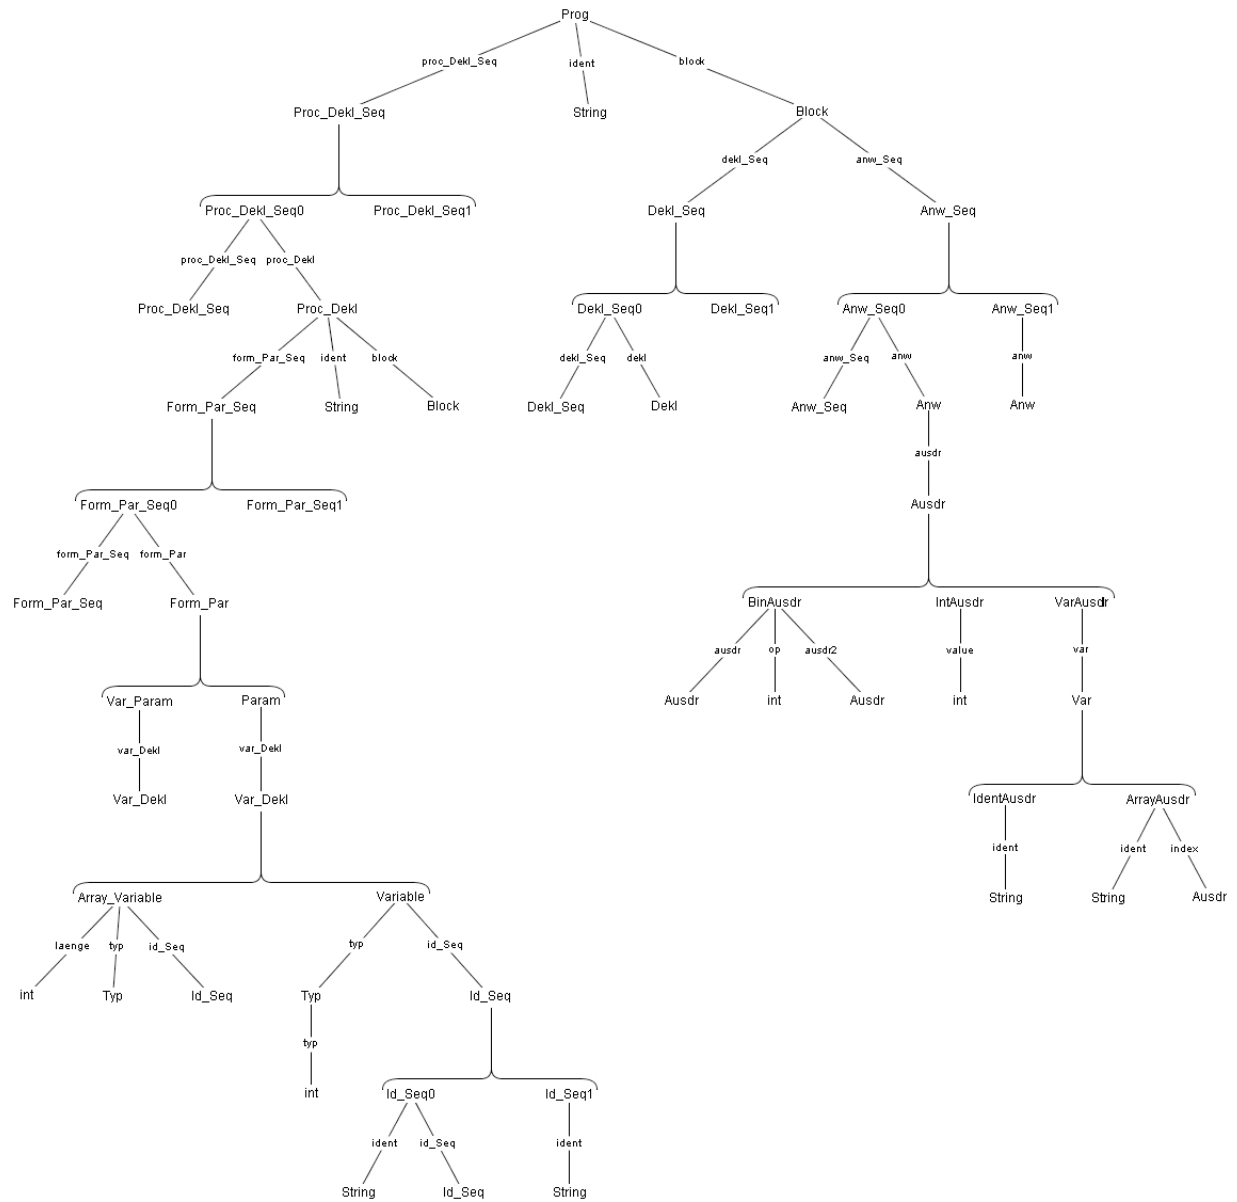 Prog
proc_Dekl_Seq ident block
Proc_Dekl_Seq String Block
dekl_Seq anw_Seq
Proc_Dekl_Seq0 Proc_Dekl_Seq1 Dekl_Seq Anw_Seq
proc_Dekl_Seq proc_Dekl
Proc_Dekl_Seq Proc_Dekl Dekl_Seq0 Dekl_Seq1 Anw_Seq0 Anw_Seq1
form_Par_Seq ident block dekl_Seq dekl anw_Seq anw anw
Form_Par_Seq String Block Dekl_Seq Dekl Anw_Seq Anw Anw
ausdr
Form_Par_Seq0 Form_Par_Seq1 Ausdr
form_Par_Seq form_Par
Form_Par_Seq Form_Par BinAusdr IntAusdr VarAusdr
ausdr op ausdr2 value var
Var_Param Param Ausdr int Ausdr int Var
var_Dekl var_Dekl
Var_Dekl Var_Dekl IdentAusdr ArrayAusdr
ident ident index
Array_Variable Variable String String Ausdr
laenge typ id_Seq typ id_Seq
int Typ Id_Seq Typ Id_Seq
typ
int Id_Seq0 Id_Seq1
ident id_Seq ident
String Id_Seq String